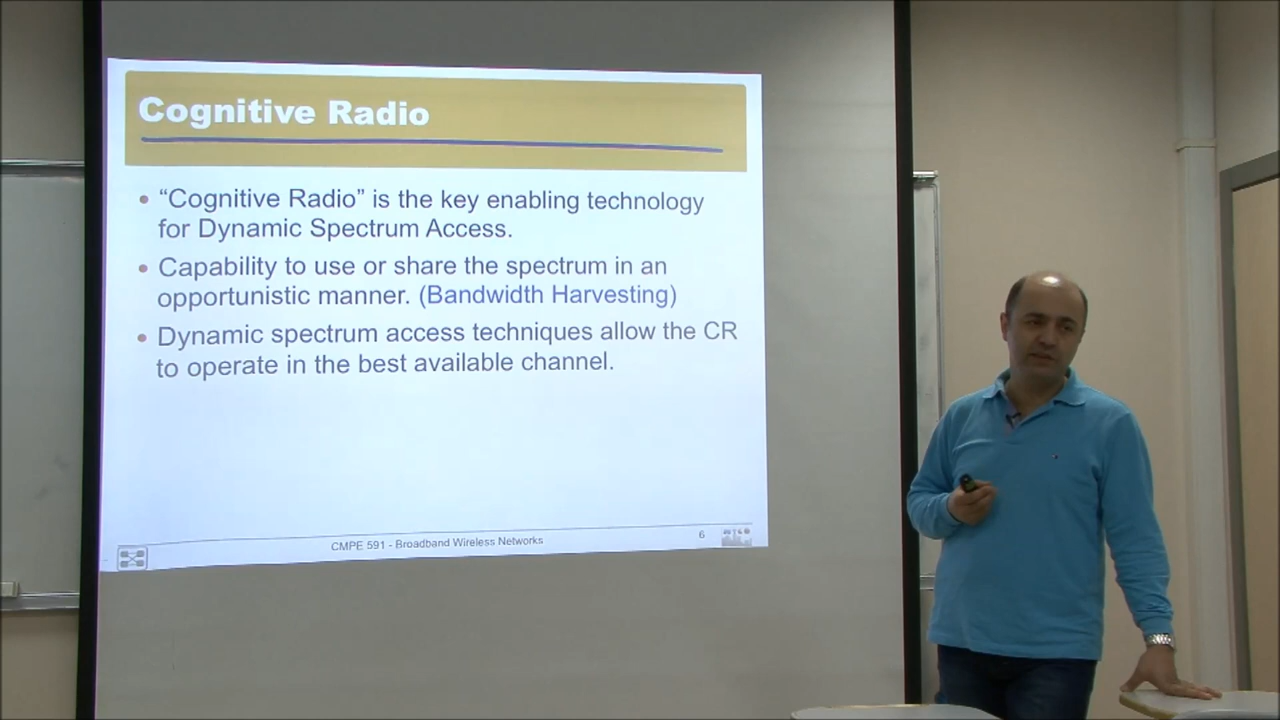 Cognitive Radio
• “Cognitive Radio” is the key enabling technology
for Dynamic Spectrum Access.
• Capability to use or share the spectrum in an
opportunistic manner. (Bandwidth Harvesting)
• Dynamic spectrum access techniques allow the CR
to operate in the best available channel.
CMPE 591 - Broadband Wireless Networks
6